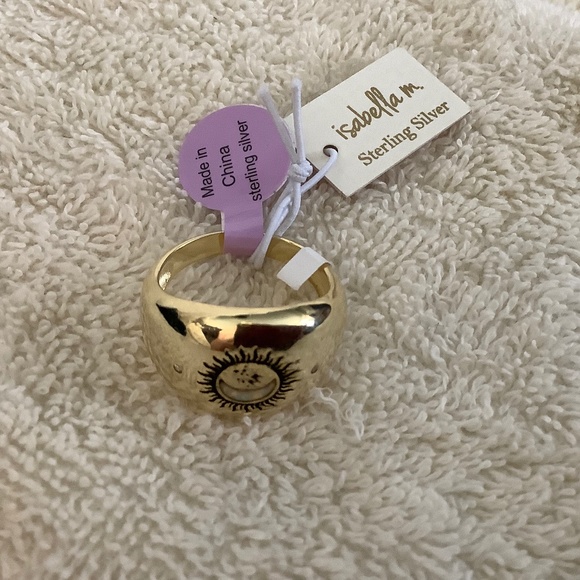 Made in
China
sterling silver
isabella m.
Sterling Silver